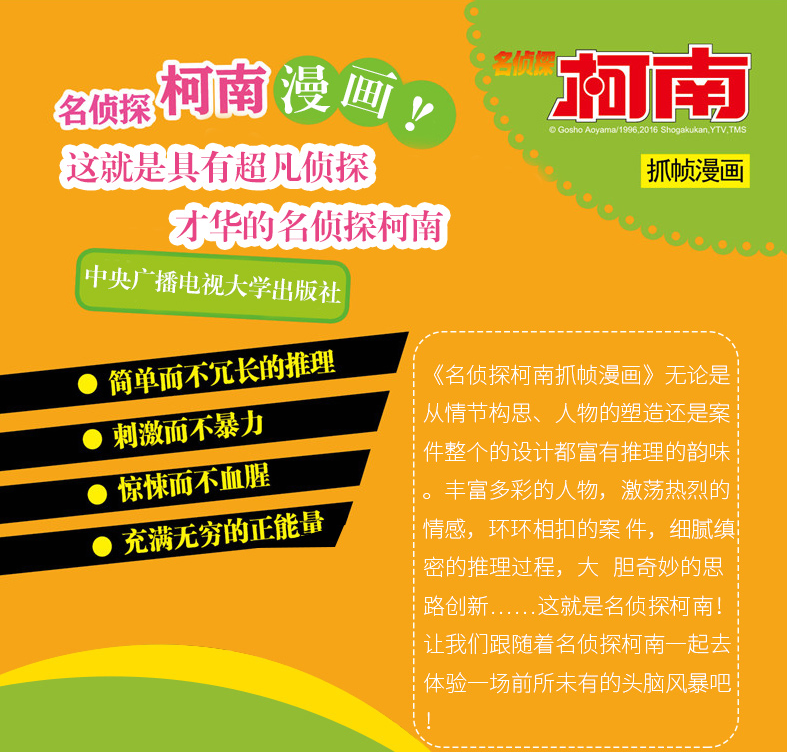 名侦探柯南漫画!!
名侦探
柯南
© Gosho Aoyama/1996,2016 Shogakukan,YTV,TMS
抓帧漫画
这就是具有超凡侦探
才华的名侦探柯南
中央广播电视大学出版社
简单而不冗长的推理
刺激而不暴力
惊悚而不血腥
充满无穷的正能量
《名侦探柯南抓帧漫画》无论是
从情节构思、人物的塑造还是案
件整个的设计都富有推理的韵味
。丰富多彩的人物，激荡热烈的
情感，环环相扣的案 件，细腻缜
密的推理过程，大 胆奇妙的思
路创新……这就是名侦探柯南！
让我们跟随着名侦探柯南一起去
体验一场前所未有的头脑风暴吧
！